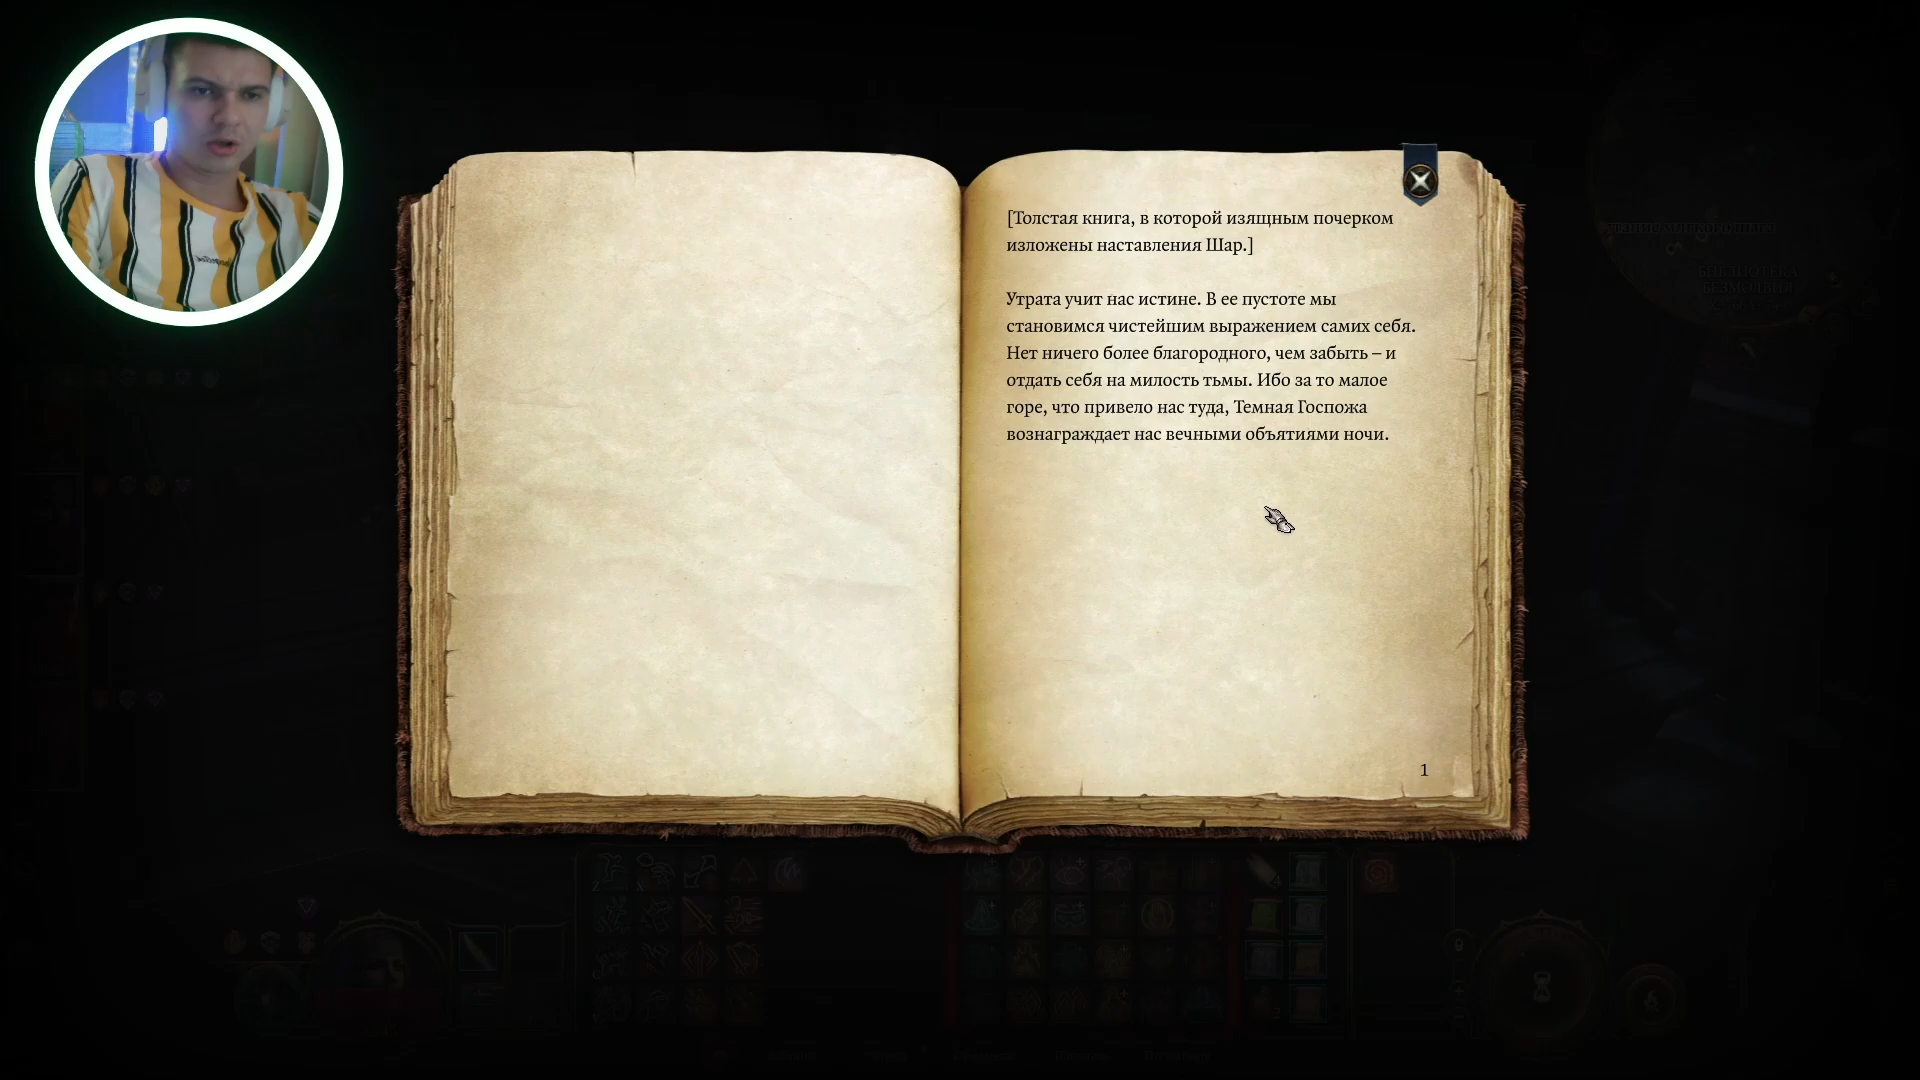 [Толстая книга, в которой изящным почерком
изложены наставления Шар.]
Утрата учит нас истине. В ее пустоте мы
становимся чистейшим выражением самих себя.
Нет ничего более благородного, чем забыть – и
отдать себя на милость тьмы. Ибо за то малое
горе, что привело нас туда, Темная Госпожа
вознаграждает нас вечными объятиями ночи.
1
БИБЛИОТЕКА
БЕЗМОЛВИЯ